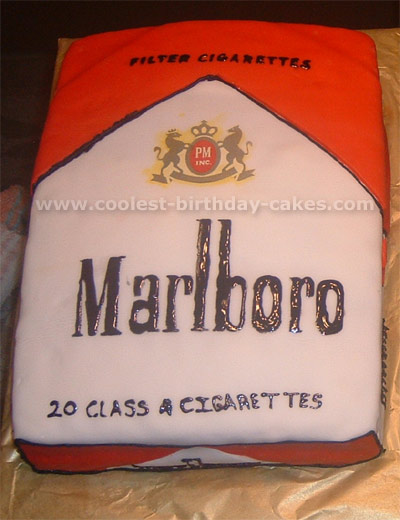 FILTER CIGARETTES
PM
INC.
www.coolest-birthday-cakes.com
Marlboro
20 CLASS A CIGARETTES